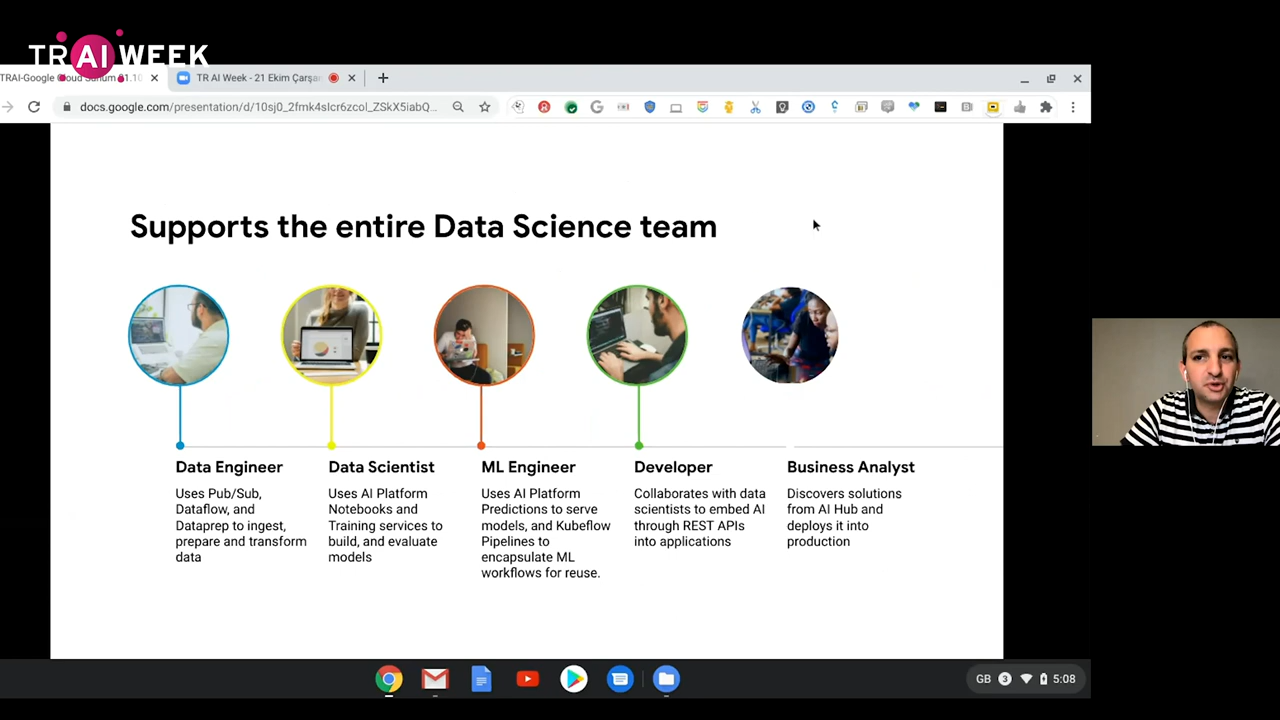 TRAI WEEK
TRAI-Google Cloud Sunum 21.10
TR AI Week - 21 Ekim Çarşa
docs.google.com/presentation/d/10sj0_2fmk4slcr6zcol_ZSkX5iabQ...
Supports the entire Data Science team
Data Engineer
Uses Pub/Sub,
Dataflow, and
Dataprep to ingest,
prepare and transform
data
Data Scientist
Uses AI Platform
Notebooks and
Training services to
build, and evaluate
models
ML Engineer
Uses AI Platform
Predictions to serve
models, and Kubeflow
Pipelines to
encapsulate ML
workflows for reuse.
Developer
Collaborates with data
scientists to embed AI
through REST APIs
into applications
Business Analyst
Discovers solutions
from AI Hub and
deploys it into
production
GB 3 5:08